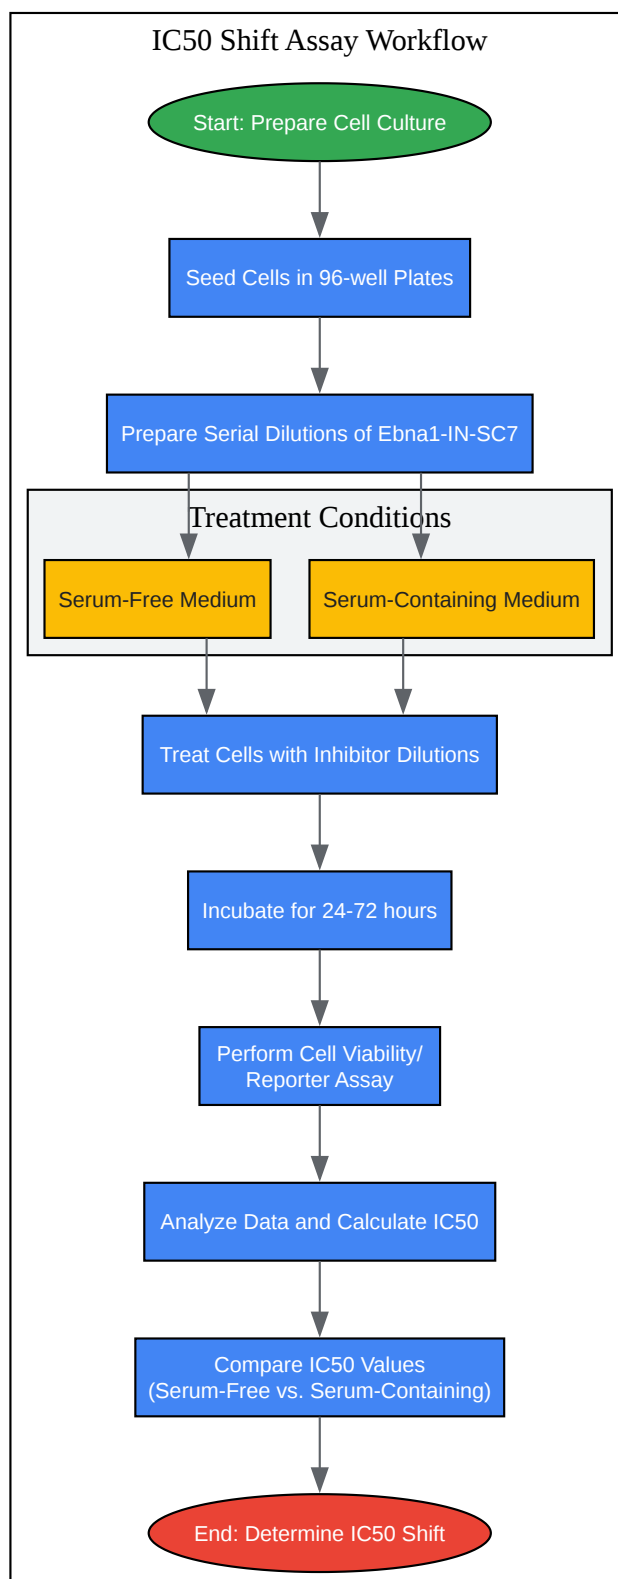 IC50 Shift Assay Workflow
Start: Prepare Cell Culture
Seed Cells in 96-well Plates
Prepare Serial Dilutions of Ebna1-IN-SC7
Treatment Conditions
Serum-Free Medium
Serum-Containing Medium
Treat Cells with Inhibitor Dilutions
Incubate for 24-72 hours
Perform Cell Viability/
Reporter Assay
Analyze Data and Calculate IC50
Compare IC50 Values
(Serum-Free vs. Serum-Containing)
End: Determine IC50 Shift